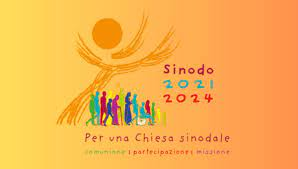 Sinodo
2021
2024
Per una Chiesa sinodale
comunione | partecipazione | missione